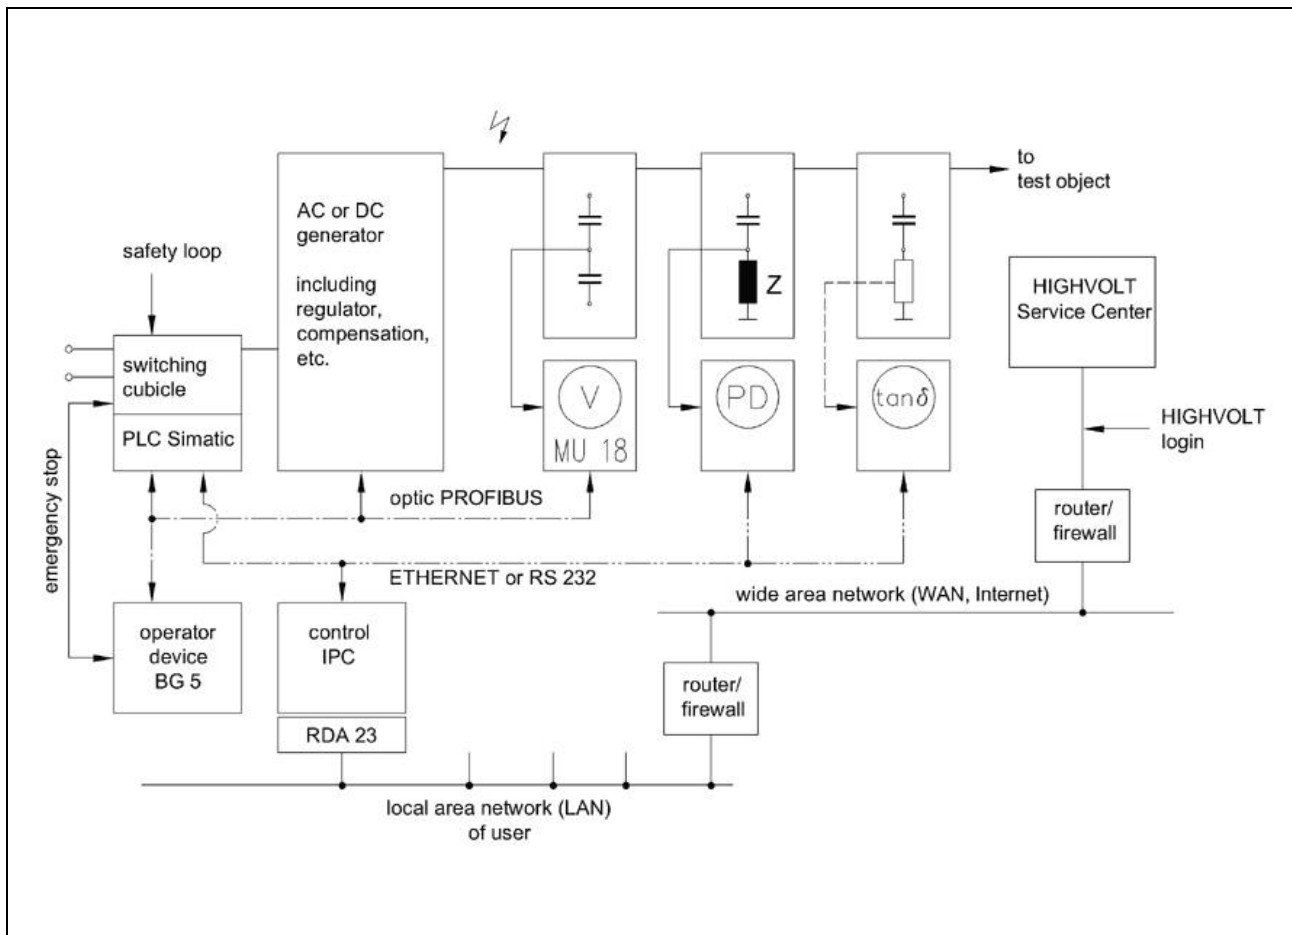 to
test object
AC or DC
generator
including
regulator,
compensation,
etc.
safety loop
Z
HIGHVOLT
Service Center
switching
cubicle
PLC Simatic
V
MU 18
PD
tanδ
HIGHVOLT
login
emergency stop
optic PROFIBUS
router/
firewall
ETHERNET or RS 232
wide area network (WAN, Internet)
operator
device
BG 5
control
IPC
router/
firewall
RDA 23
local area network (LAN)
of user